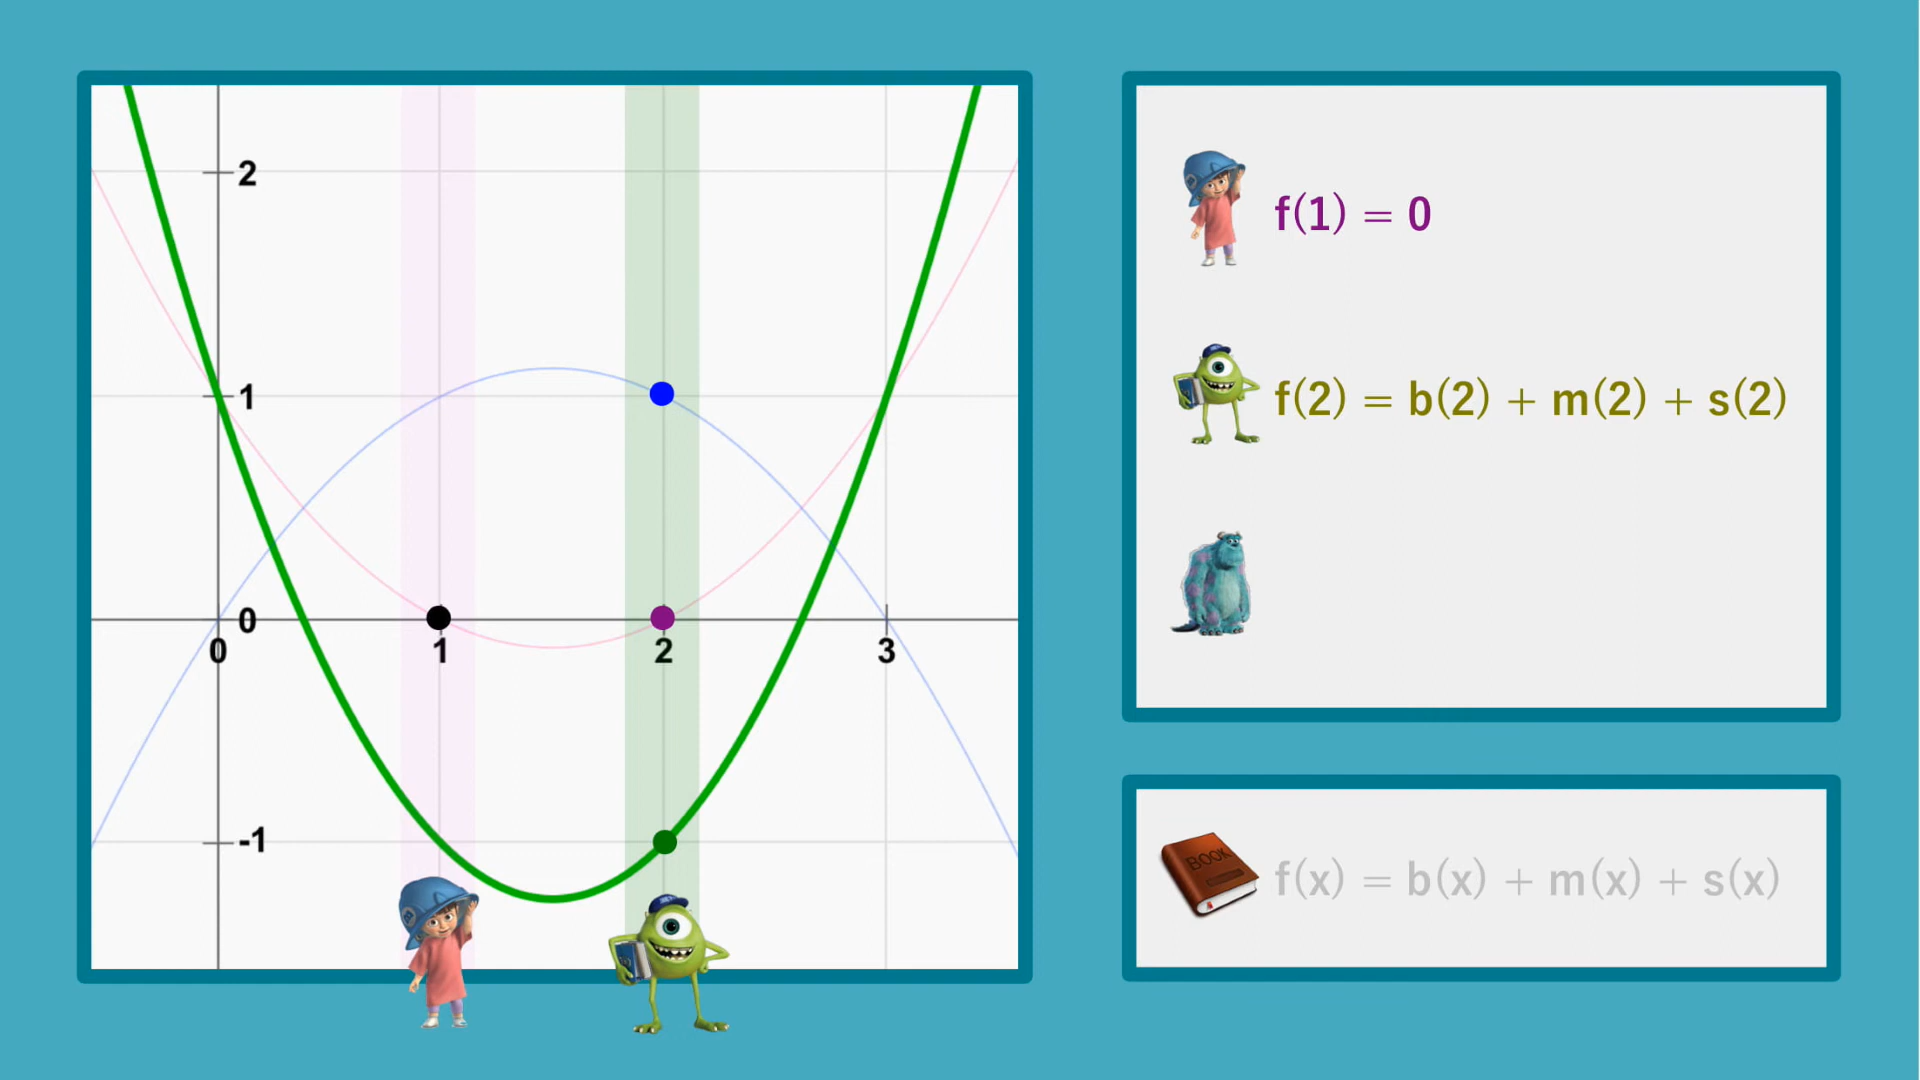 2
1
0
0 1 2 3
-1
f(1) = 0
f(2) = b(2) + m(2) + s(2)
BOOK
f(x) = b(x) + m(x) + s(x)